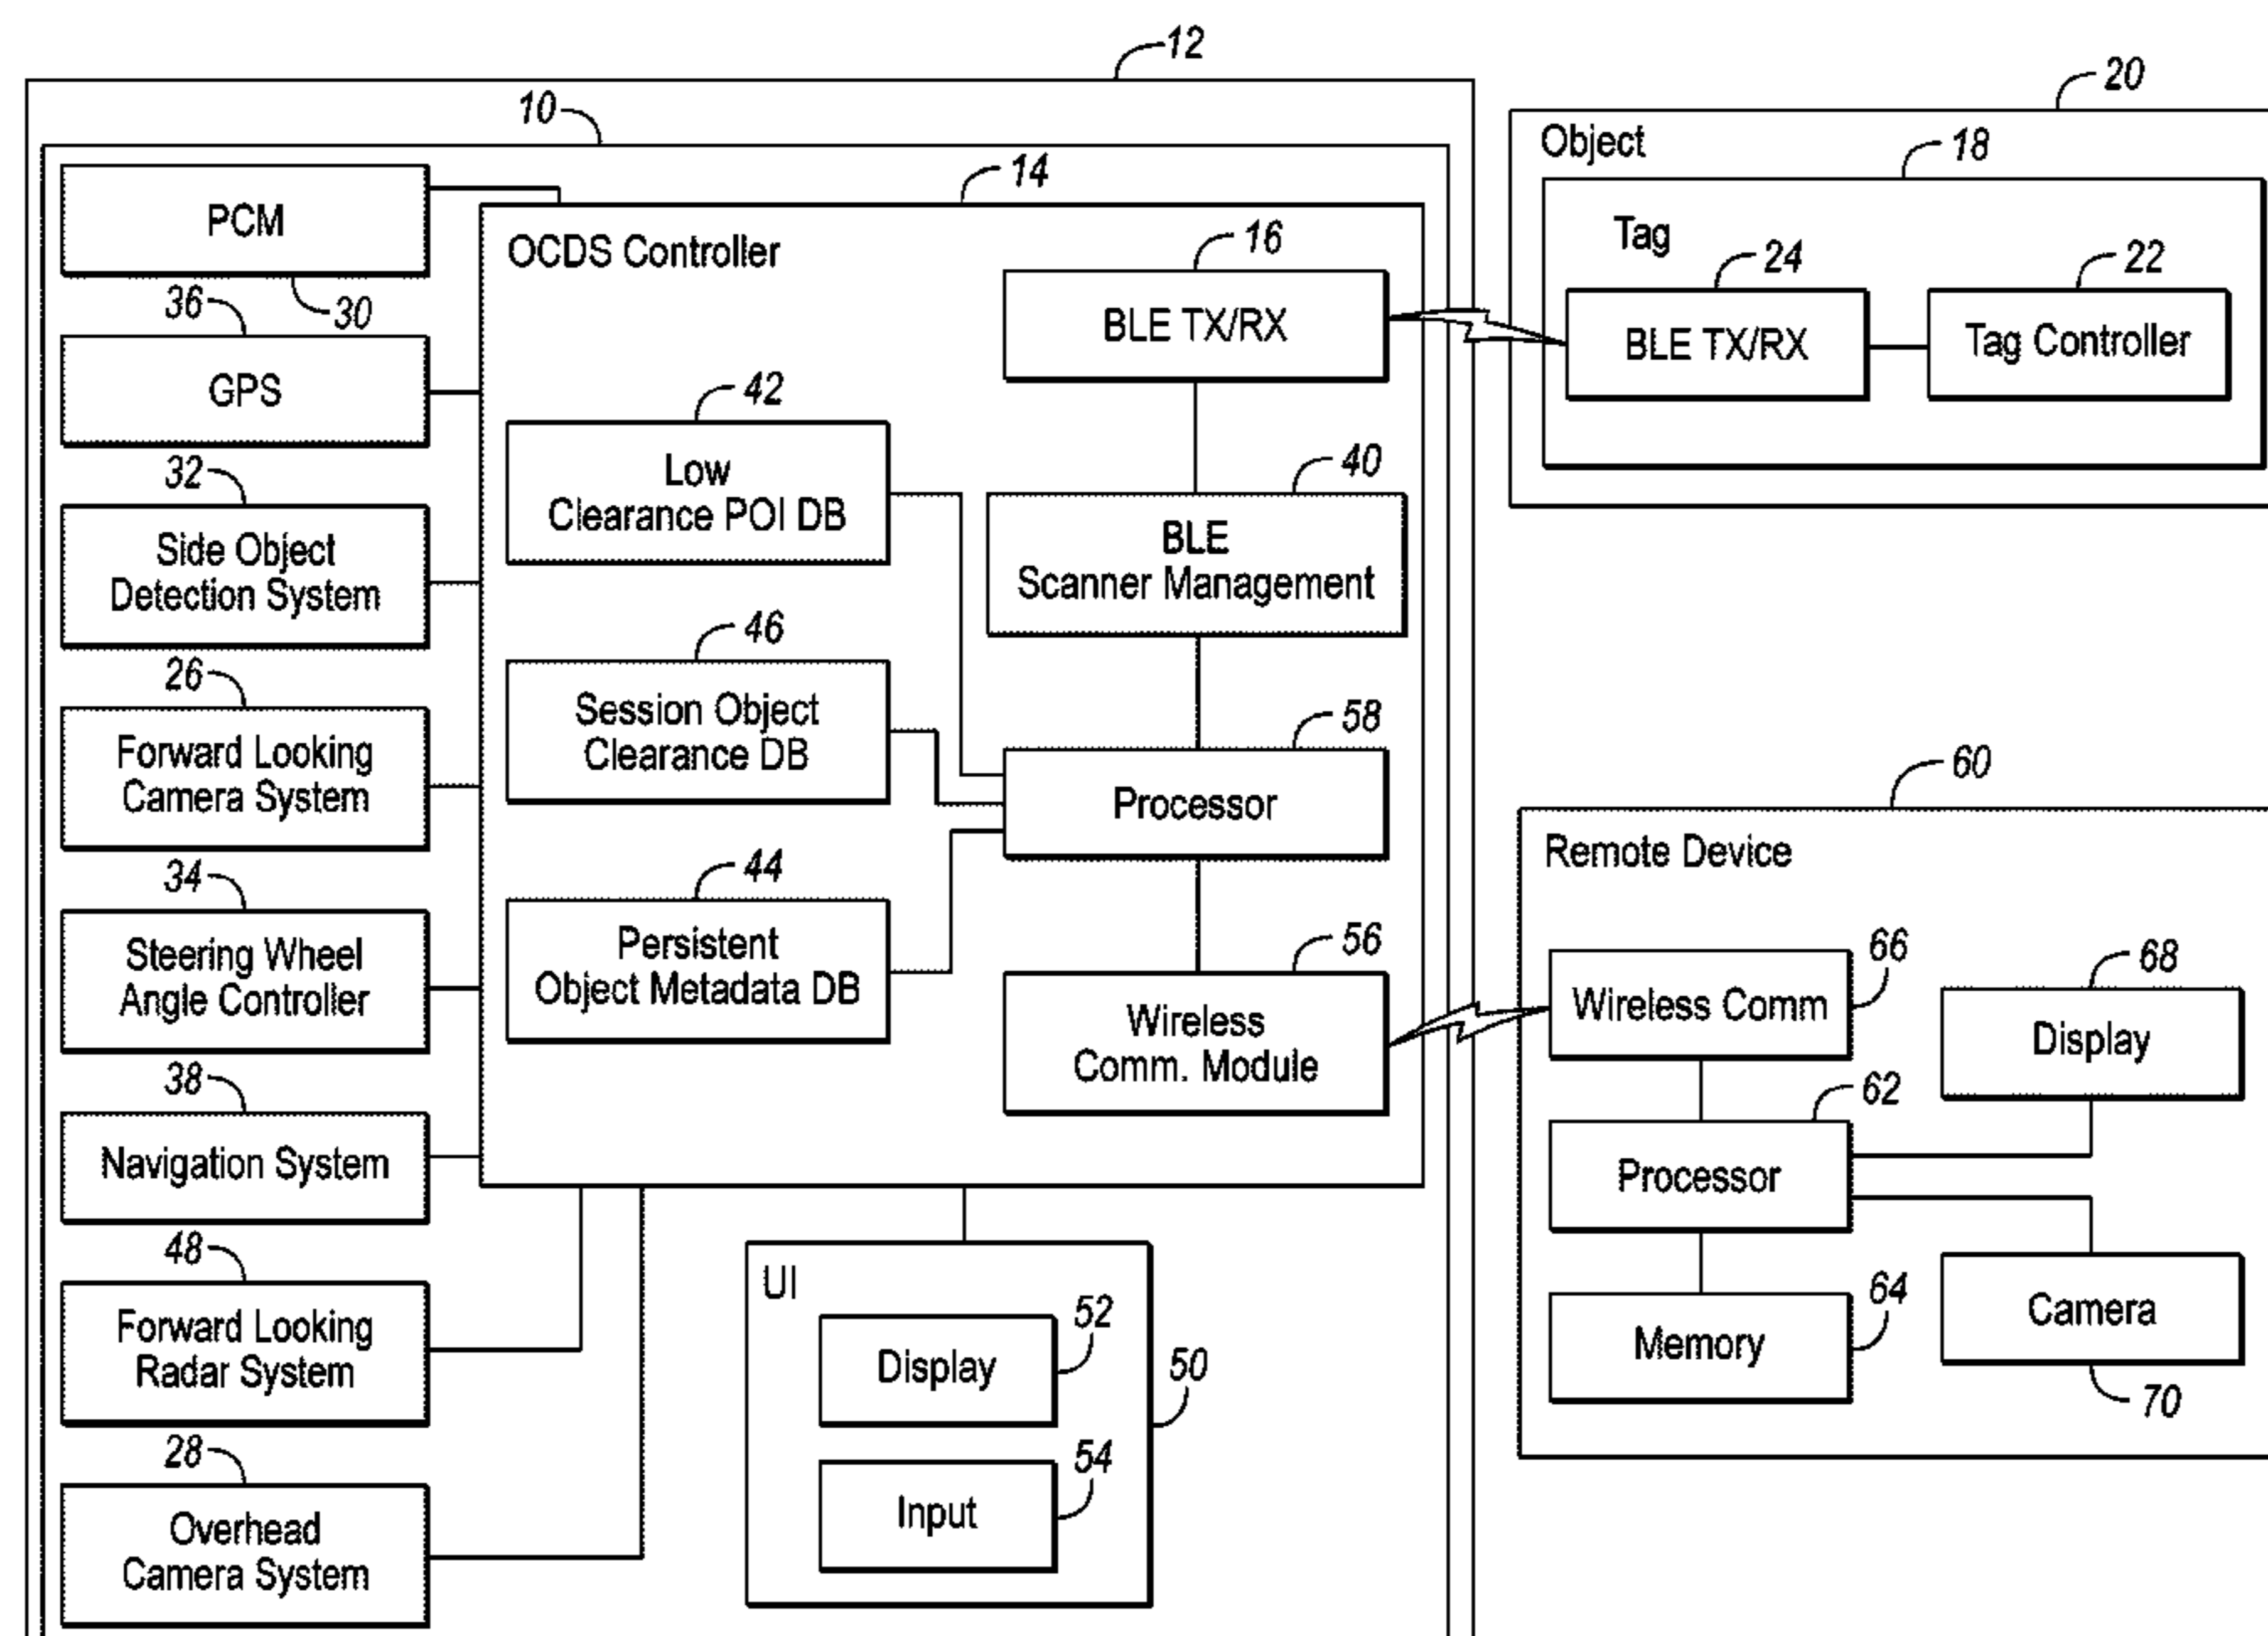 12
10
20
Object
18
14
PCM
30
OCDS Controller
16
BLE TX/RX
Tag
24
22
BLE TX/RX
Tag Controller
36
GPS
42
Low
Clearance POI DB
40
BLE
Scanner Management
32
Side Object
Detection System
46
Session Object
Clearance DB
58
Processor
26
Forward Looking
Camera System
60
Remote Device
34
Steering Wheel
Angle Controller
44
Persistent
Object Metadata DB
56
Wireless
Comm. Module
66
Wireless Comm
68
Display
38
Navigation System
62
Processor
48
Forward Looking
Radar System
UI
52
Display
50
64
Memory
Camera
70
28
Overhead
Camera System
54
Input